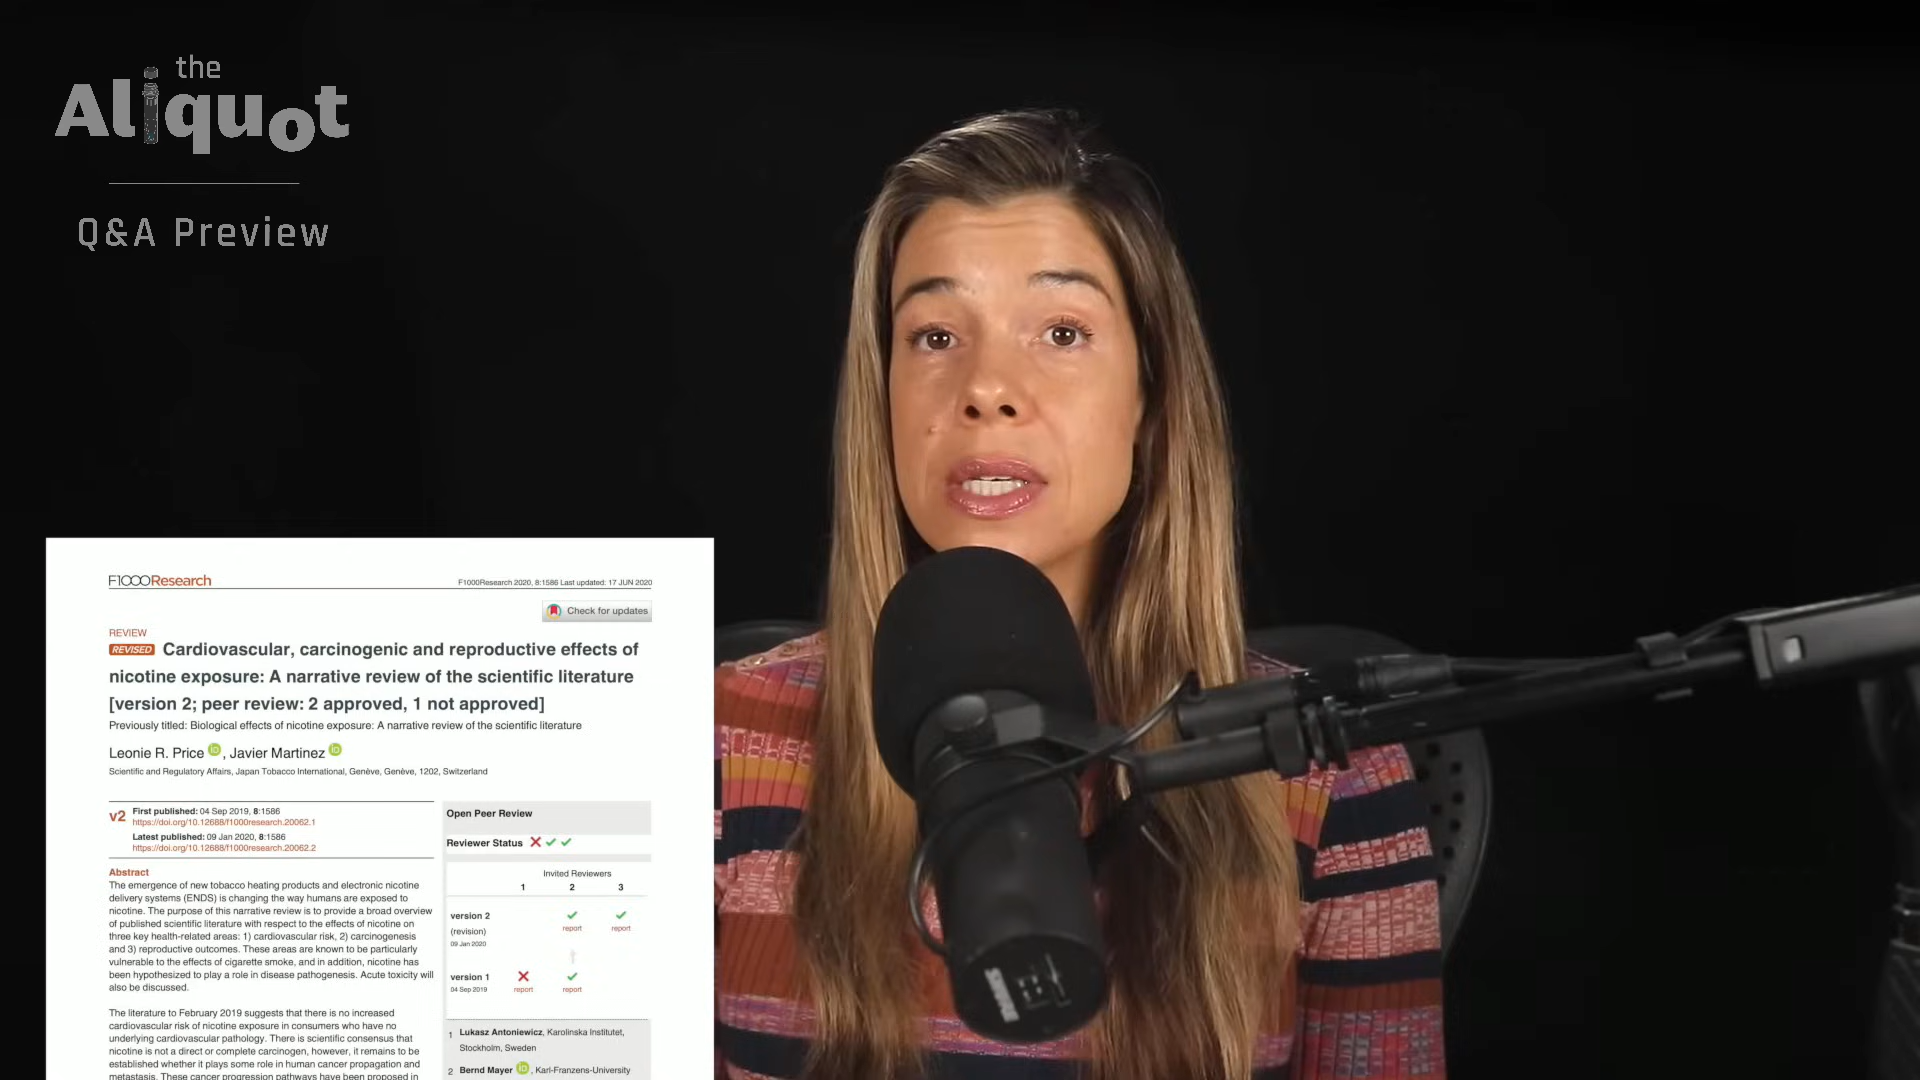 the
Aliquot
Q&A Preview
F1000Research
F1000Research 2020, 8:1586 Last updated: 17 JUN 2020
Check for updates
REVIEW
REVISED Cardiovascular, carcinogenic and reproductive effects of
nicotine exposure: A narrative review of the scientific literature
[version 2; peer review: 2 approved, 1 not approved]
Previously titled: Biological effects of nicotine exposure: A narrative review of the scientific literature
Leonie R. Price iD, Javier Martinez iD
Scientific and Regulatory Affairs, Japan Tobacco International, Genève, Genève, 1202, Switzerland
v2 First published: 04 Sep 2019, 8:1586
https://doi.org/10.12688/f1000research.20062.1
Latest published: 09 Jan 2020, 8:1586
https://doi.org/10.12688/f1000research.20062.2
Abstract
The emergence of new tobacco heating products and electronic nicotine
delivery systems (ENDS) is changing the way humans are exposed to
nicotine. The purpose of this narrative review is to provide a broad overview
of published scientific literature with respect to the effects of nicotine on
three key health-related areas: 1) cardiovascular risk, 2) carcinogenesis
and 3) reproductive outcomes. These areas are known to be particularly
vulnerable to the effects of cigarette smoke, and in addition, nicotine has
been hypothesized to play a role in disease pathogenesis. Acute toxicity will
also be discussed.
The literature to February 2019 suggests that there is no increased
cardiovascular risk of nicotine exposure in consumers who have no
underlying cardiovascular pathology. There is scientific consensus that
nicotine is not a direct or complete carcinogen, however, it remains to be
established whether it plays some role in human cancer propagation and
metastasis. These cancer progression pathways have been proposed in
Open Peer Review
Reviewer Status
Invited Reviewers
1 2 3
version 2
(revision)
09 Jan 2020
report report
version 1
04 Sep 2019
report report
1 Lukasz Antoniewicz, Karolinska Institutet,
Stockholm, Sweden
2 Bernd Mayer iD, Karl-Franzens-University